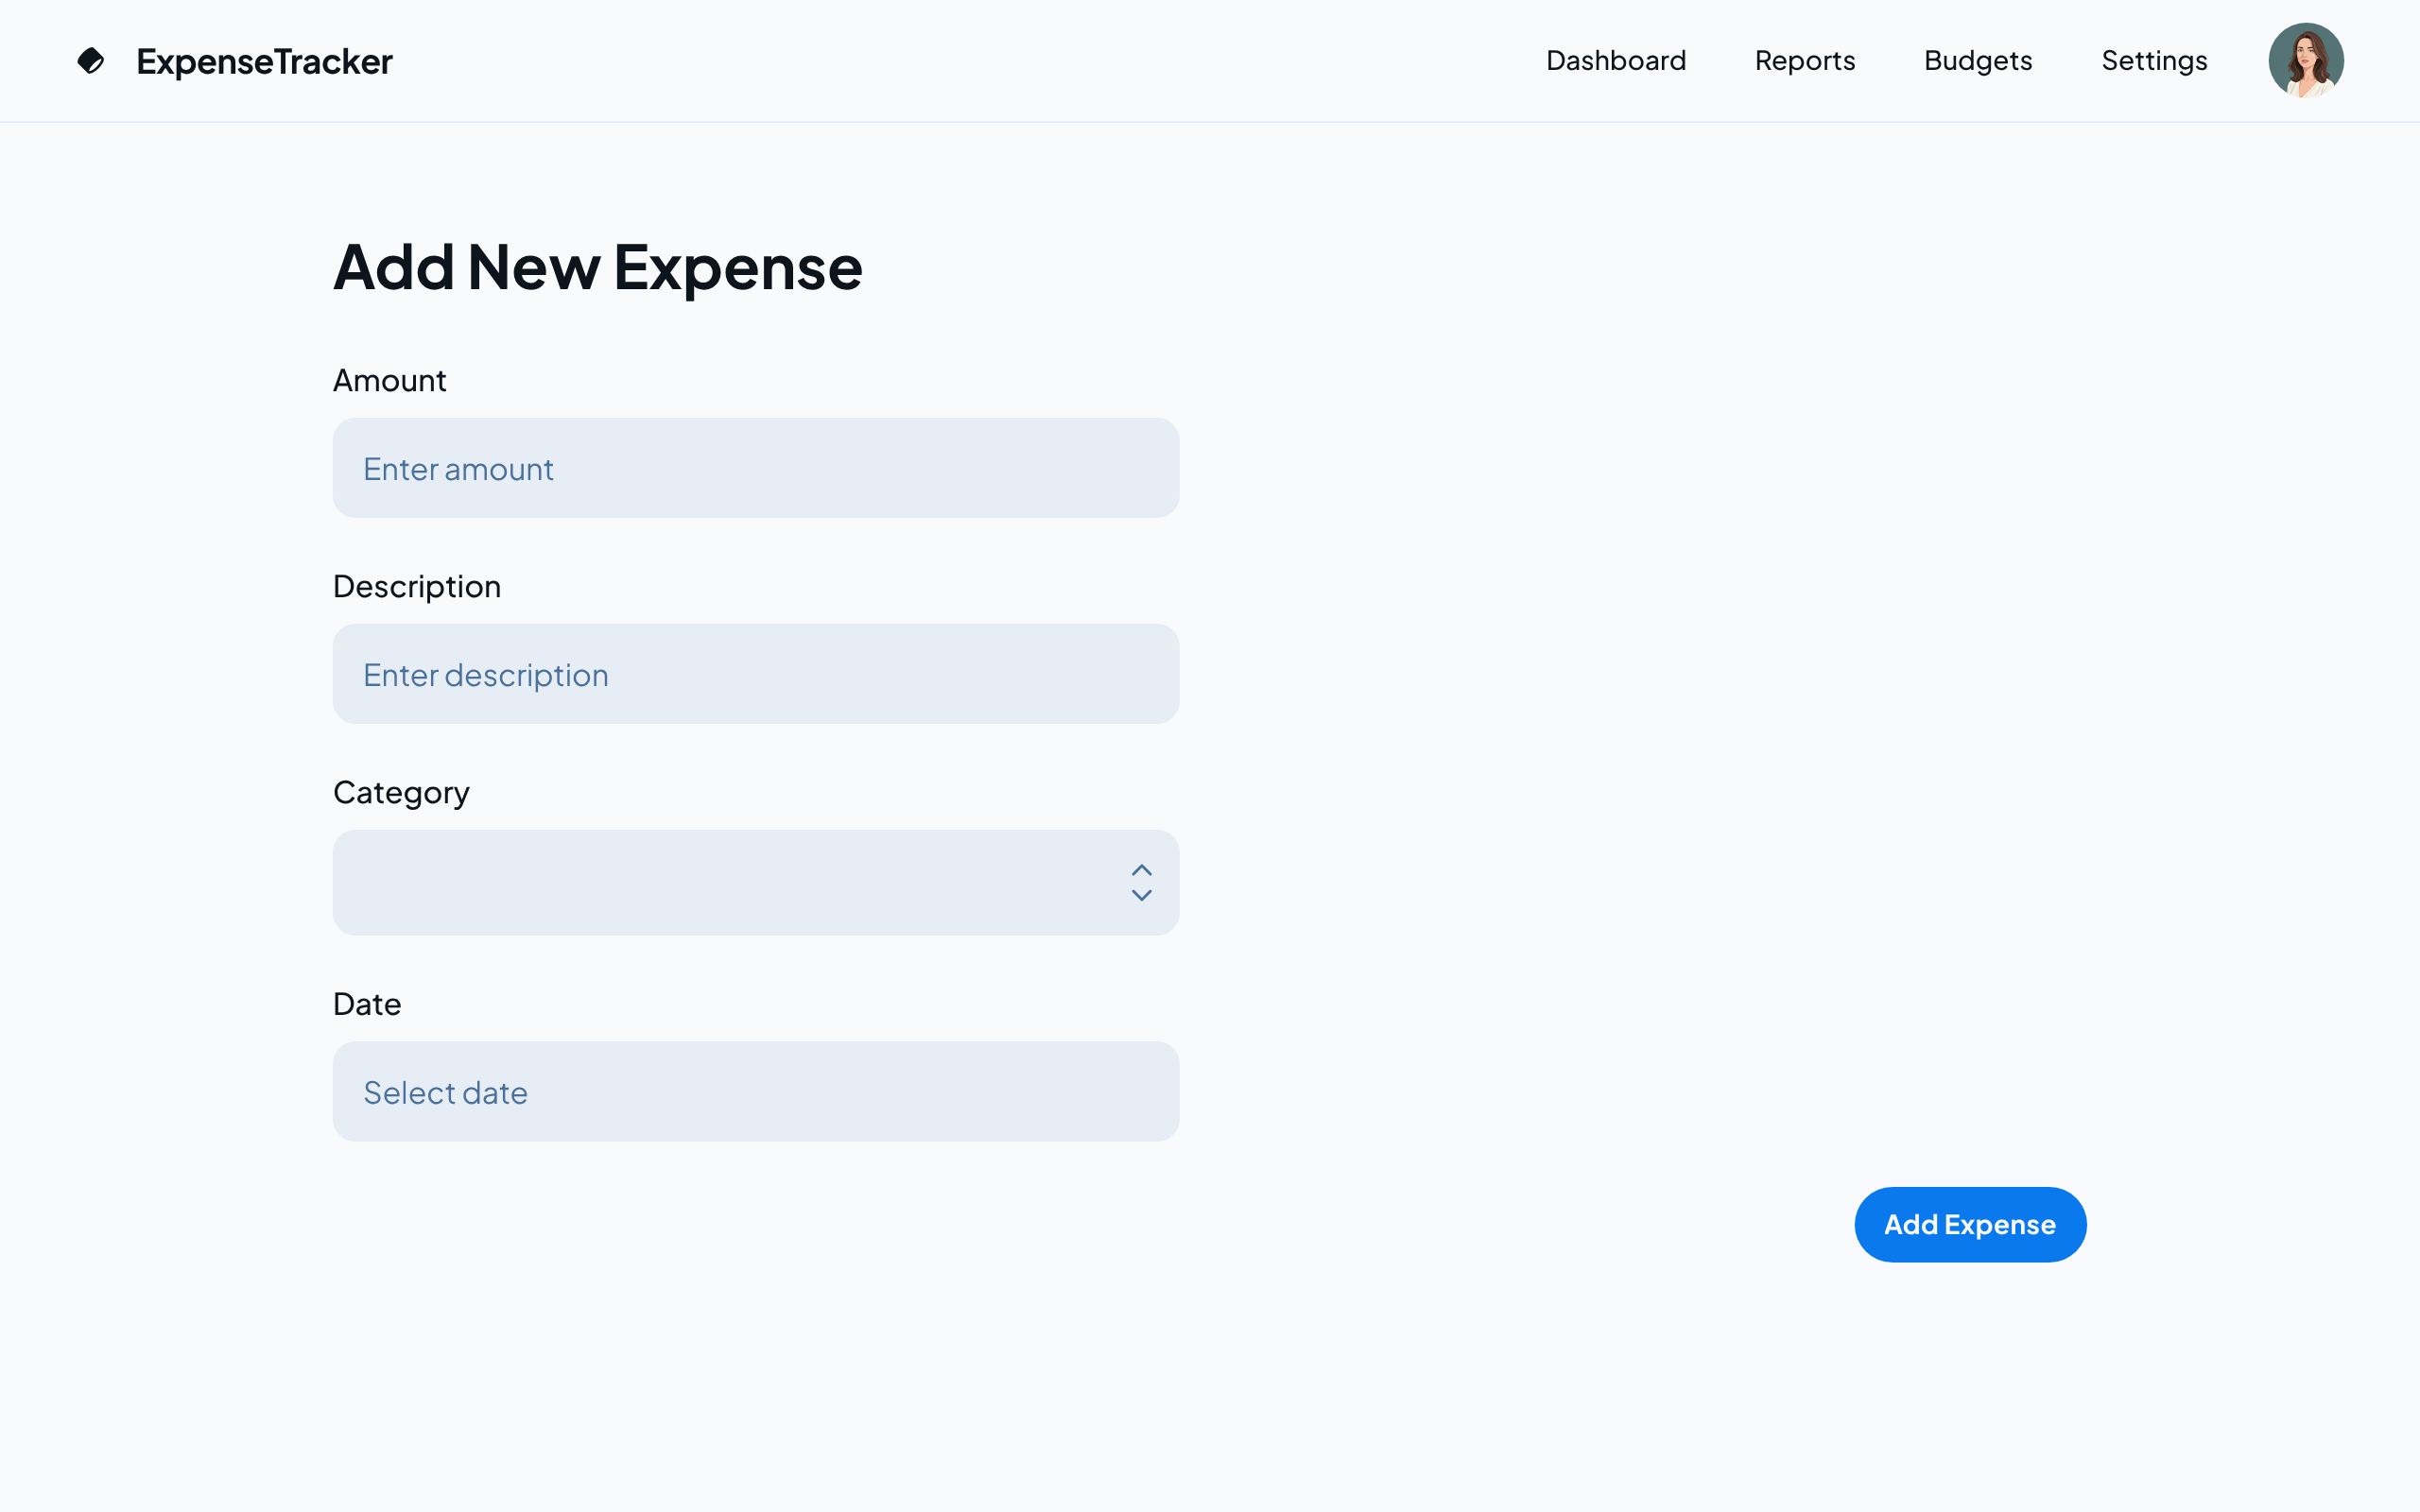 ExpenseTracker
Dashboard Reports Budgets Settings
Add New Expense
Amount
Enter amount
Description
Enter description
Category
Date
Select date
Add Expense